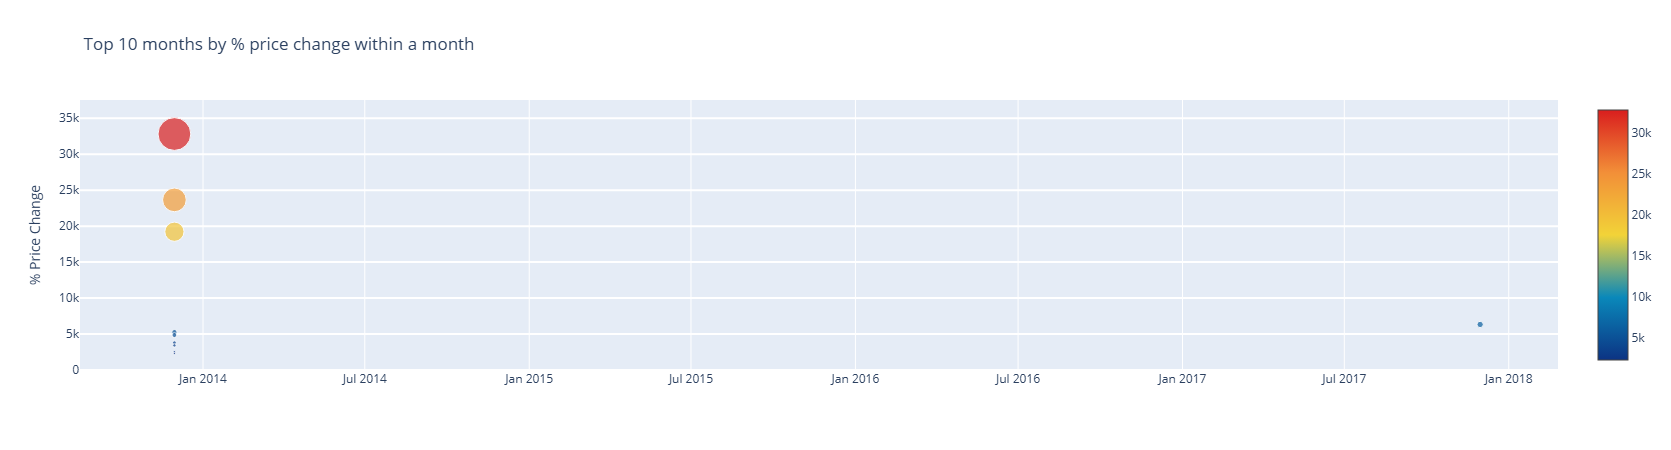 Top 10 months by % price change within a month
% Price Change
35k
30k
25k
20k
15k
10k
5k
0
Jan 2014 Jul 2014 Jan 2015 Jul 2015 Jan 2016 Jul 2016 Jan 2017 Jul 2017 Jan 2018
30k
25k
20k
15k
10k
5k